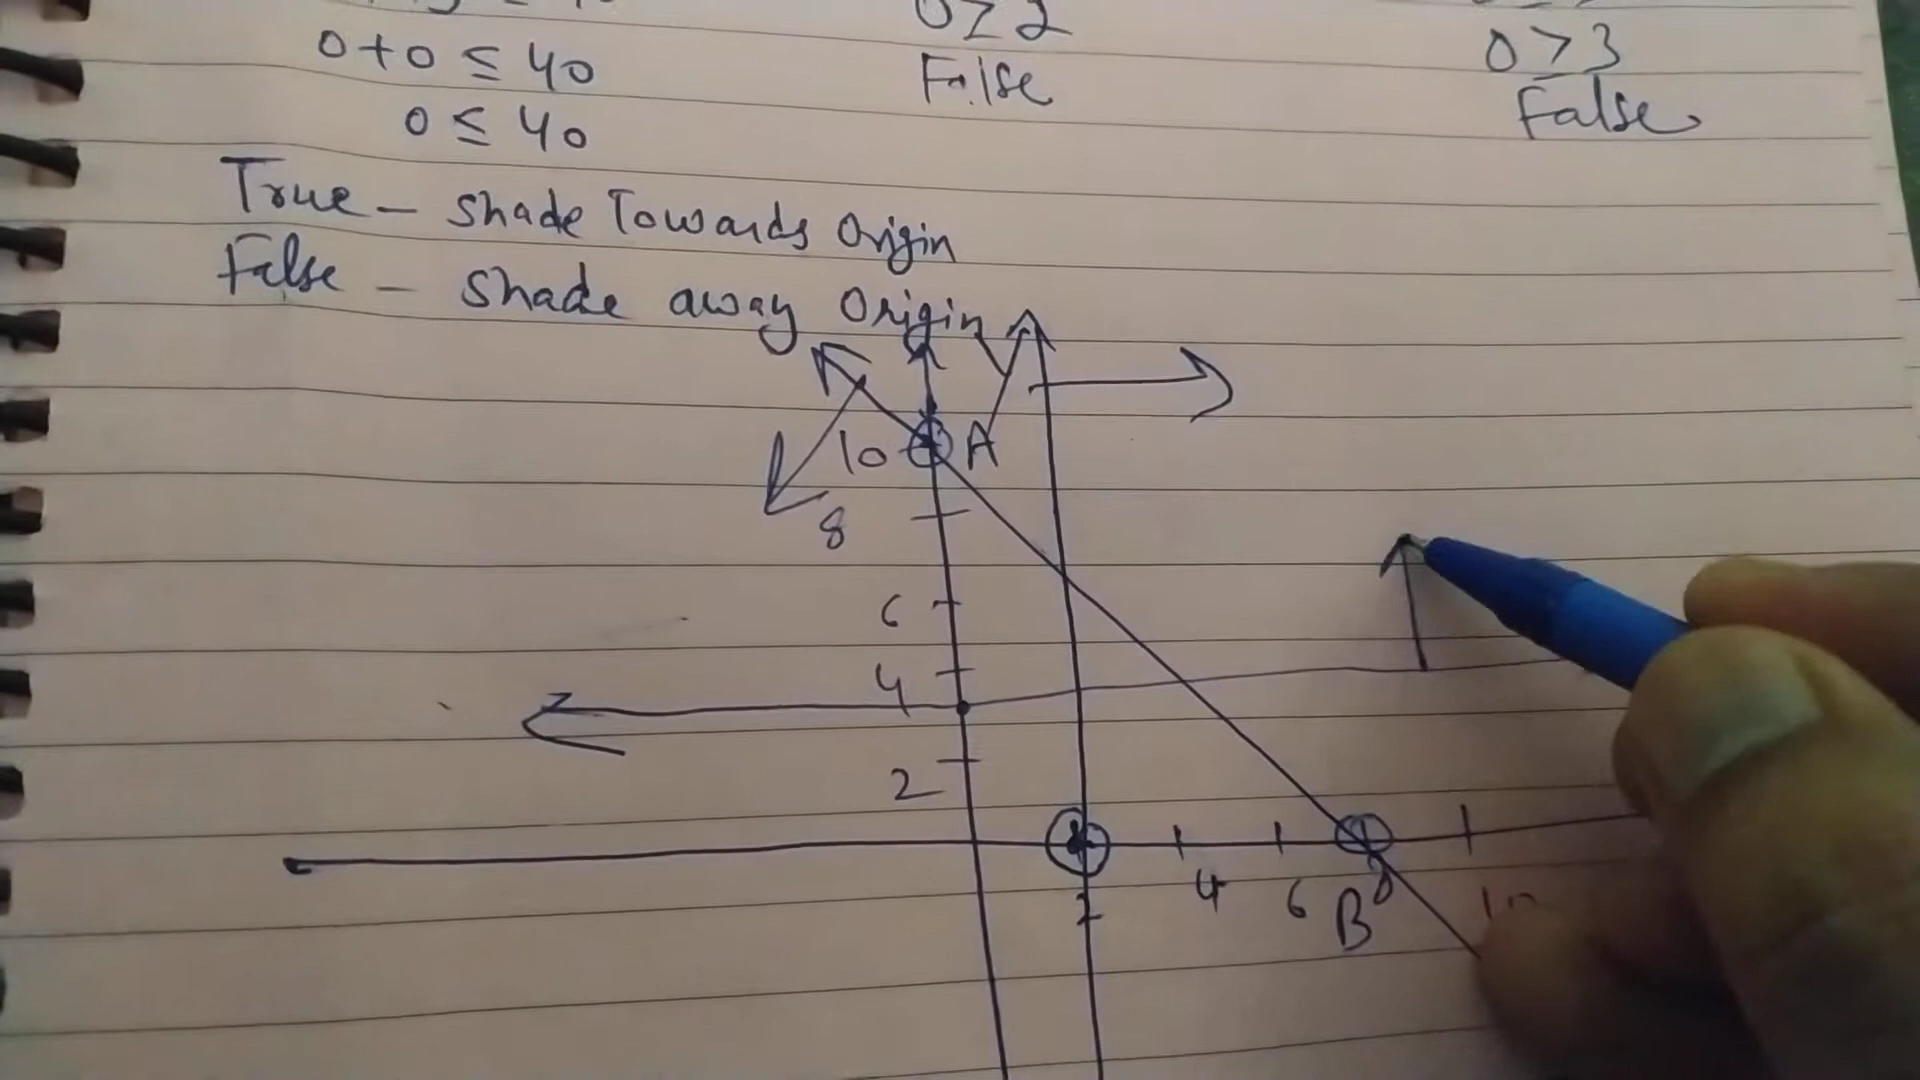 0 ≥ 2
0 ≥ 3
0+0 ≤ 40
False
False
0 ≤ 40
True - Shade Towards Origin
False - Shade away Origin
10 A
8
6
4
2
2 4 6 8
B